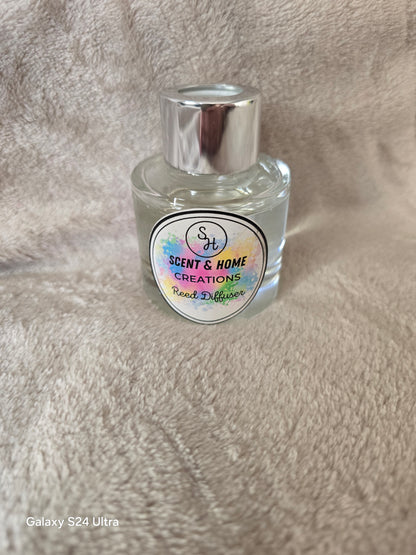 SH
SCENT & HOME
CREATIONS
Reed Diffuser
Galaxy S24 Ultra